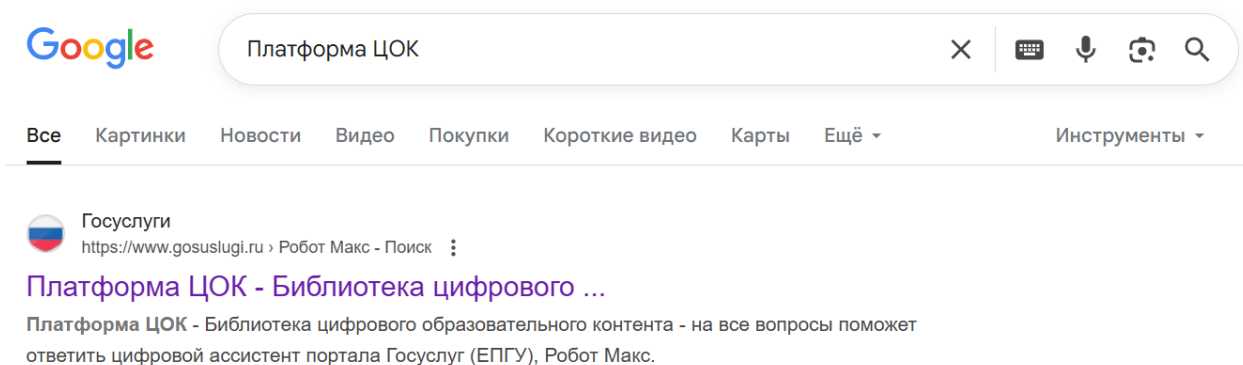 Google
Платформа ЦОК
Все Картинки Новости Видео Покупки Короткие видео Карты Ещё Инструменты
Госуслуги
https://www.gosuslugi.ru › Робот Макс - Поиск
Платформа ЦОК - Библиотека цифрового ...
Платформа ЦОК - Библиотека цифрового образовательного контента - на все вопросы поможет
ответить цифровой ассистент портала Госуслуг (ЕПГУ), Робот Макс.